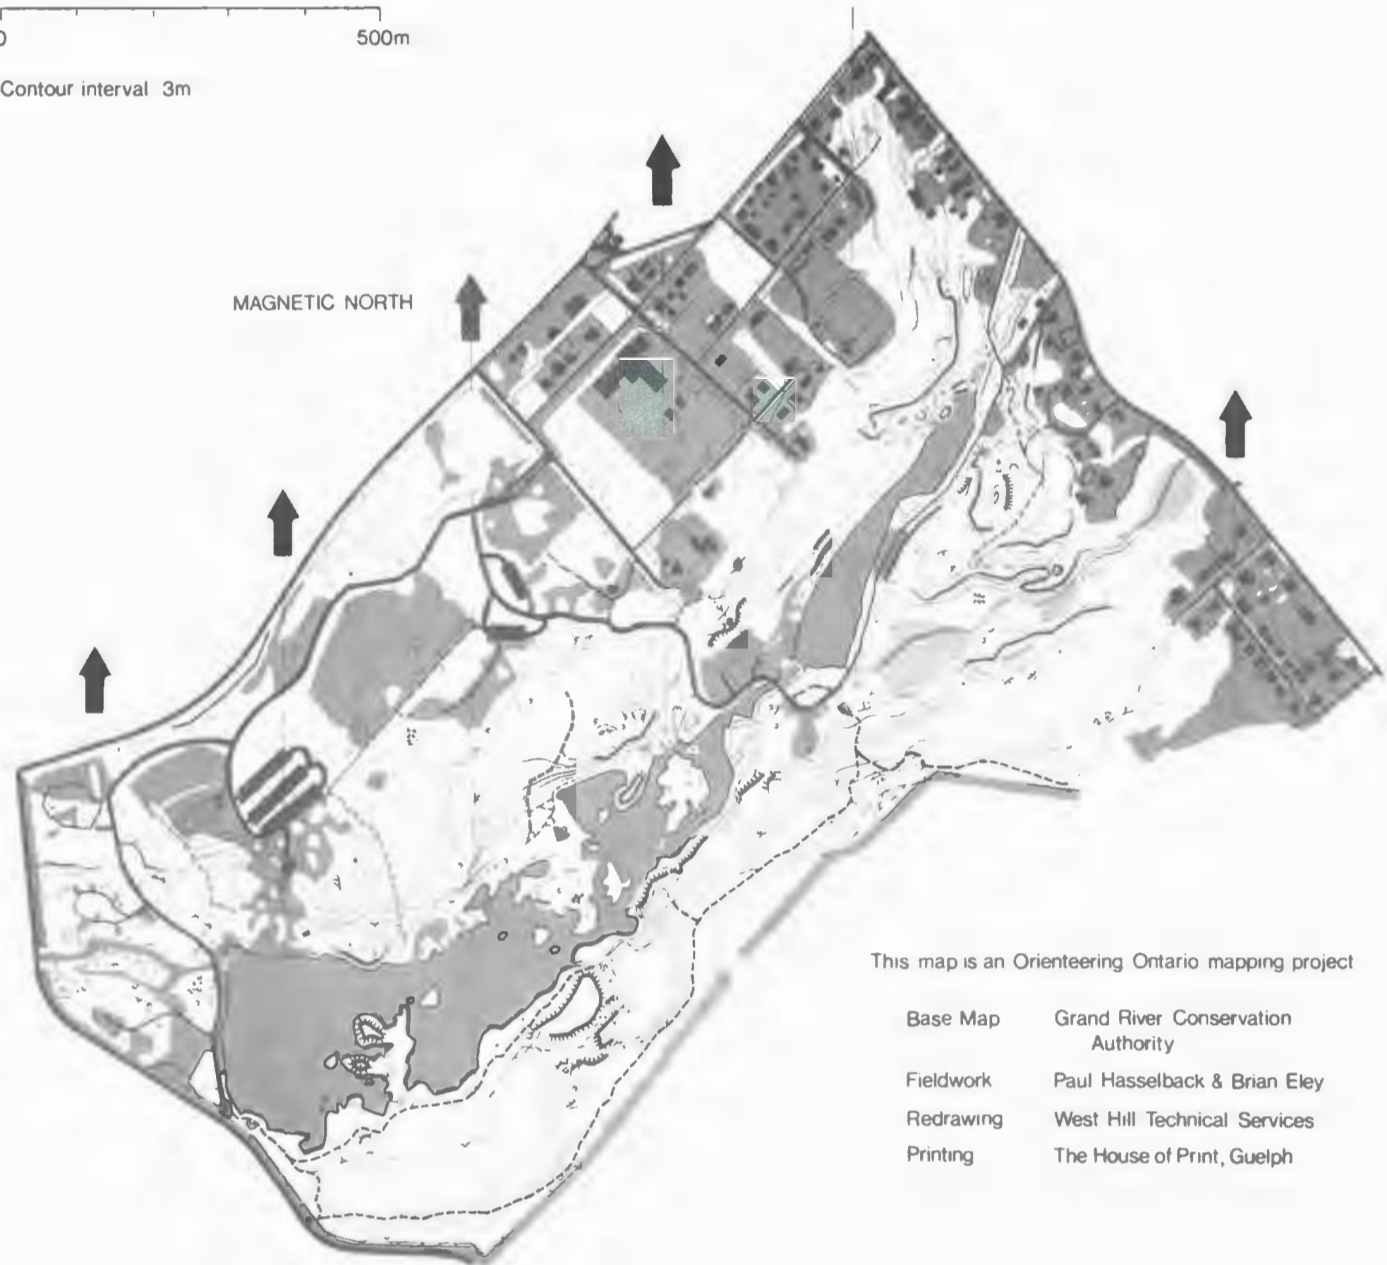 0 500m
Contour interval 3m
MAGNETIC NORTH
This map is an Orienteering Ontario mapping project
Base Map Grand River Conservation
Authority
Fieldwork Paul Hasselback & Brian Eley
Redrawing West Hill Technical Services
Printing The House of Print, Guelph